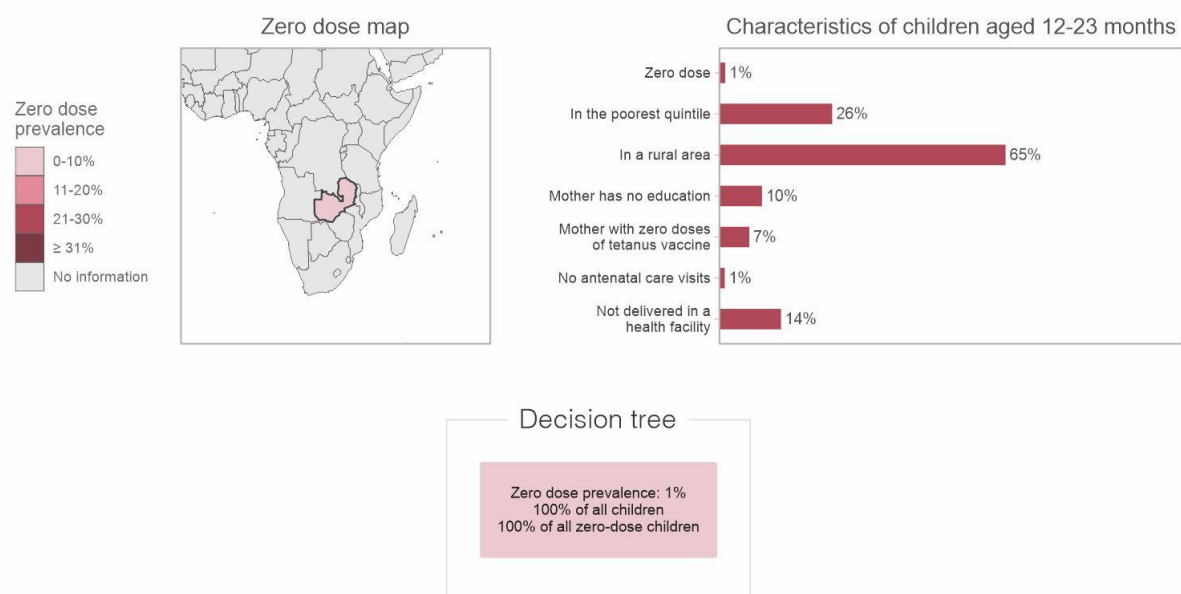 Zero dose map
Zero dose
prevalence
0-10%
11-20%
21-30%
≥ 31%
No information
Characteristics of children aged 12-23 months
Zero dose
1%
In the poorest quintile
26%
In a rural area
65%
Mother has no education
10%
Mother with zero doses
of tetanus vaccine
7%
No antenatal care visits
1%
Not delivered in a
health facility
14%
Decision tree
Zero dose prevalence: 1%
100% of all children
100% of all zero-dose children